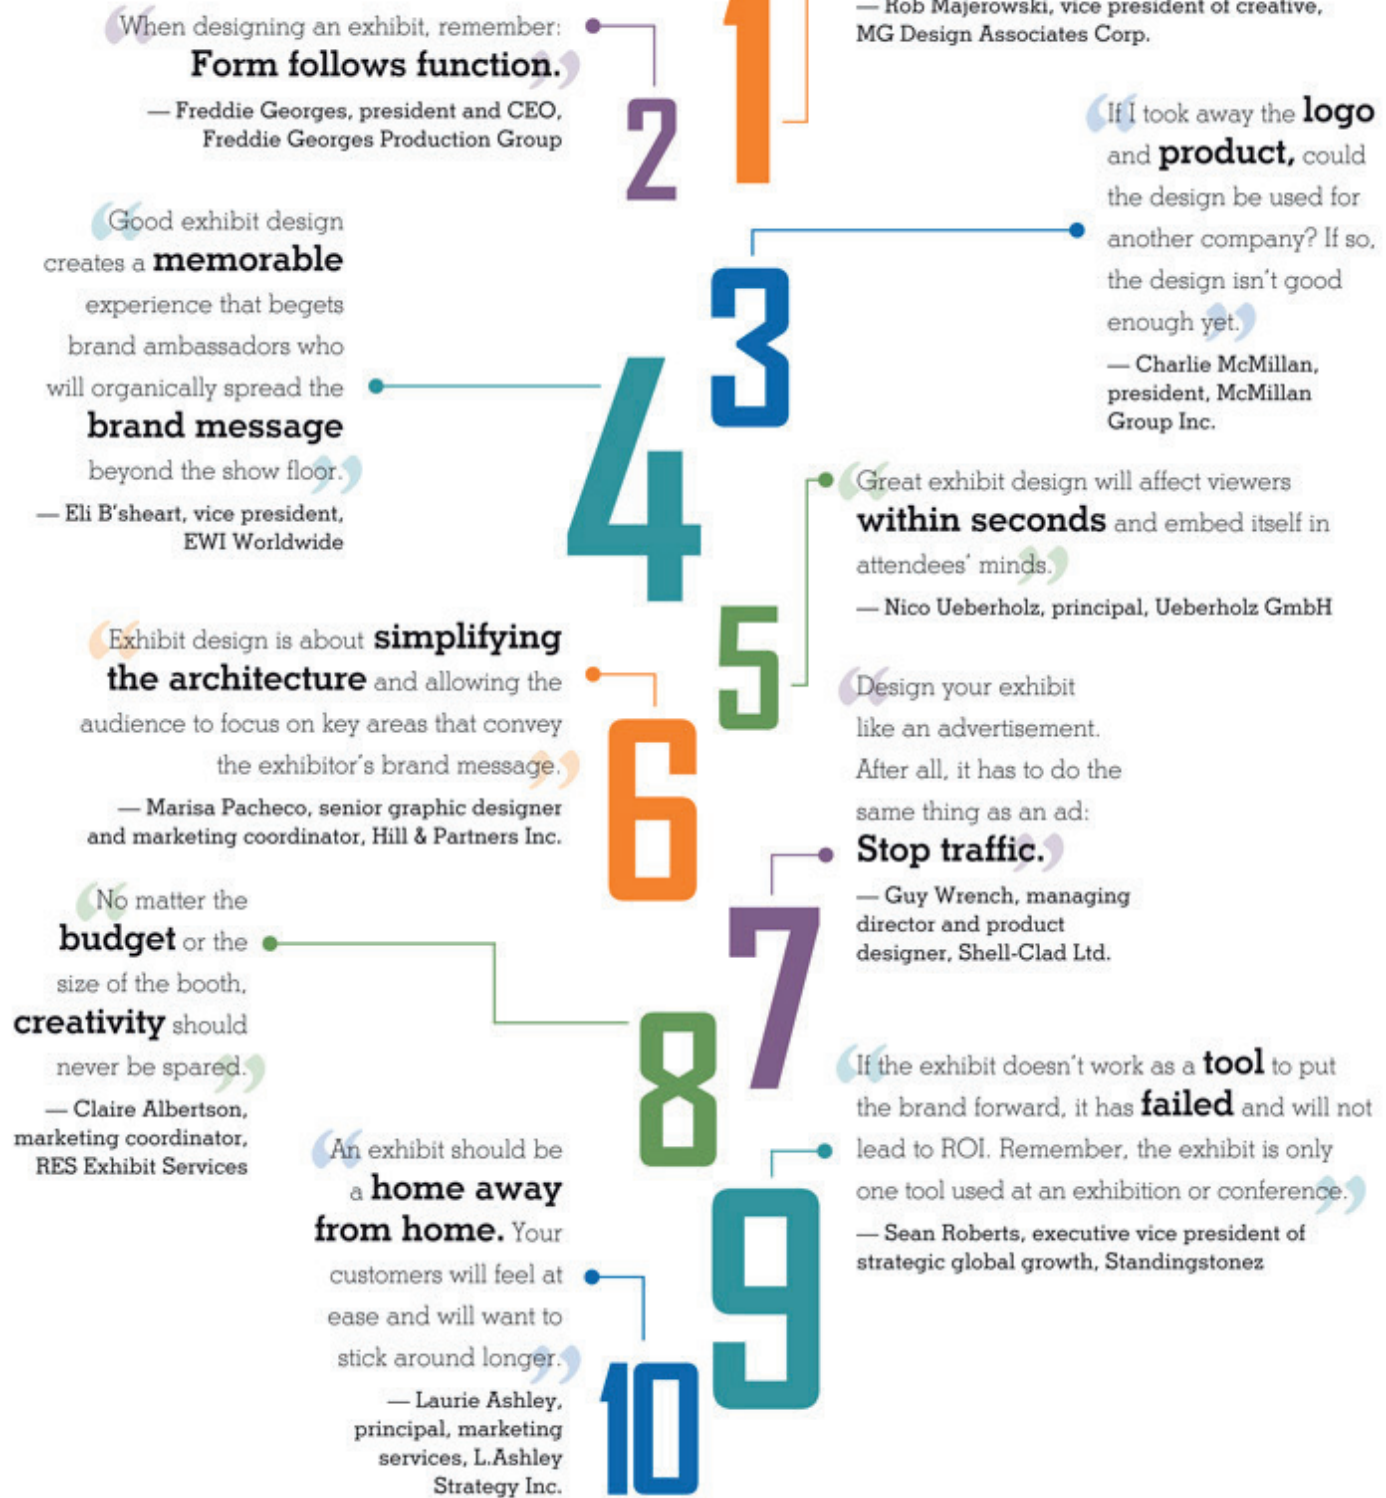 — Rob Majerowski, vice president of creative,
MG Design Associates Corp.
1
“When designing an exhibit, remember:
Form follows function.”
— Freddie Georges, president and CEO,
Freddie Georges Production Group
2
“If I took away the logo
and product, could
the design be used for
another company? If so,
the design isn't good
enough yet.”
— Charlie McMillan,
president, McMillan
Group Inc.
3
“Good exhibit design
creates a memorable
experience that begets
brand ambassadors who
will organically spread the
brand message
beyond the show floor.”
— Eli B'sheart, vice president,
EWI Worldwide
4
“Great exhibit design will affect viewers
within seconds and embed itself in
attendees' minds.”
— Nico Ueberholz, principal, Ueberholz GmbH
5
“Exhibit design is about simplifying
the architecture and allowing the
audience to focus on key areas that convey
the exhibitor's brand message.”
— Marisa Pacheco, senior graphic designer
and marketing coordinator, Hill & Partners Inc.
6
“Design your exhibit
like an advertisement.
After all, it has to do the
same thing as an ad:
Stop traffic.”
— Guy Wrench, managing
director and product
designer, Shell-Clad Ltd.
7
“No matter the
budget or the
size of the booth,
creativity should
never be spared.”
— Claire Albertson,
marketing coordinator,
RES Exhibit Services
8
“If the exhibit doesn't work as a tool to put
the brand forward, it has failed and will not
lead to ROI. Remember, the exhibit is only
one tool used at an exhibition or conference.”
— Sean Roberts, executive vice president of
strategic global growth, Standingstonez
9
“An exhibit should be
a home away
from home. Your
customers will feel at
ease and will want to
stick around longer.”
— Laurie Ashley,
principal, marketing
services, L.Ashley
Strategy Inc.
10